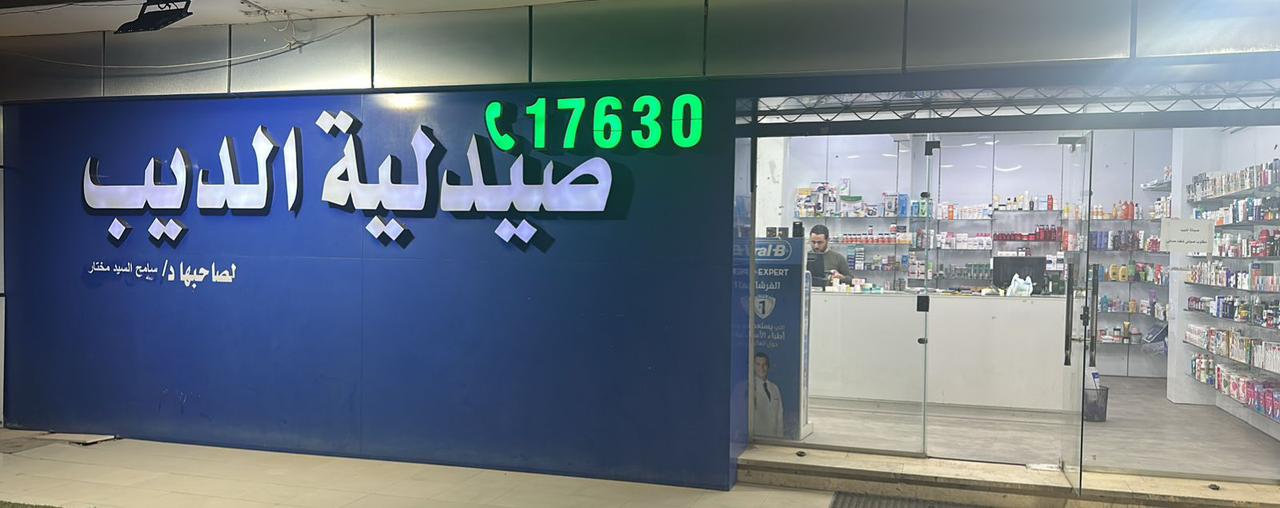 17630
صيدلية الديب
لصاحبها د/ سامح السيد مختار
Oral-B
EXPERT